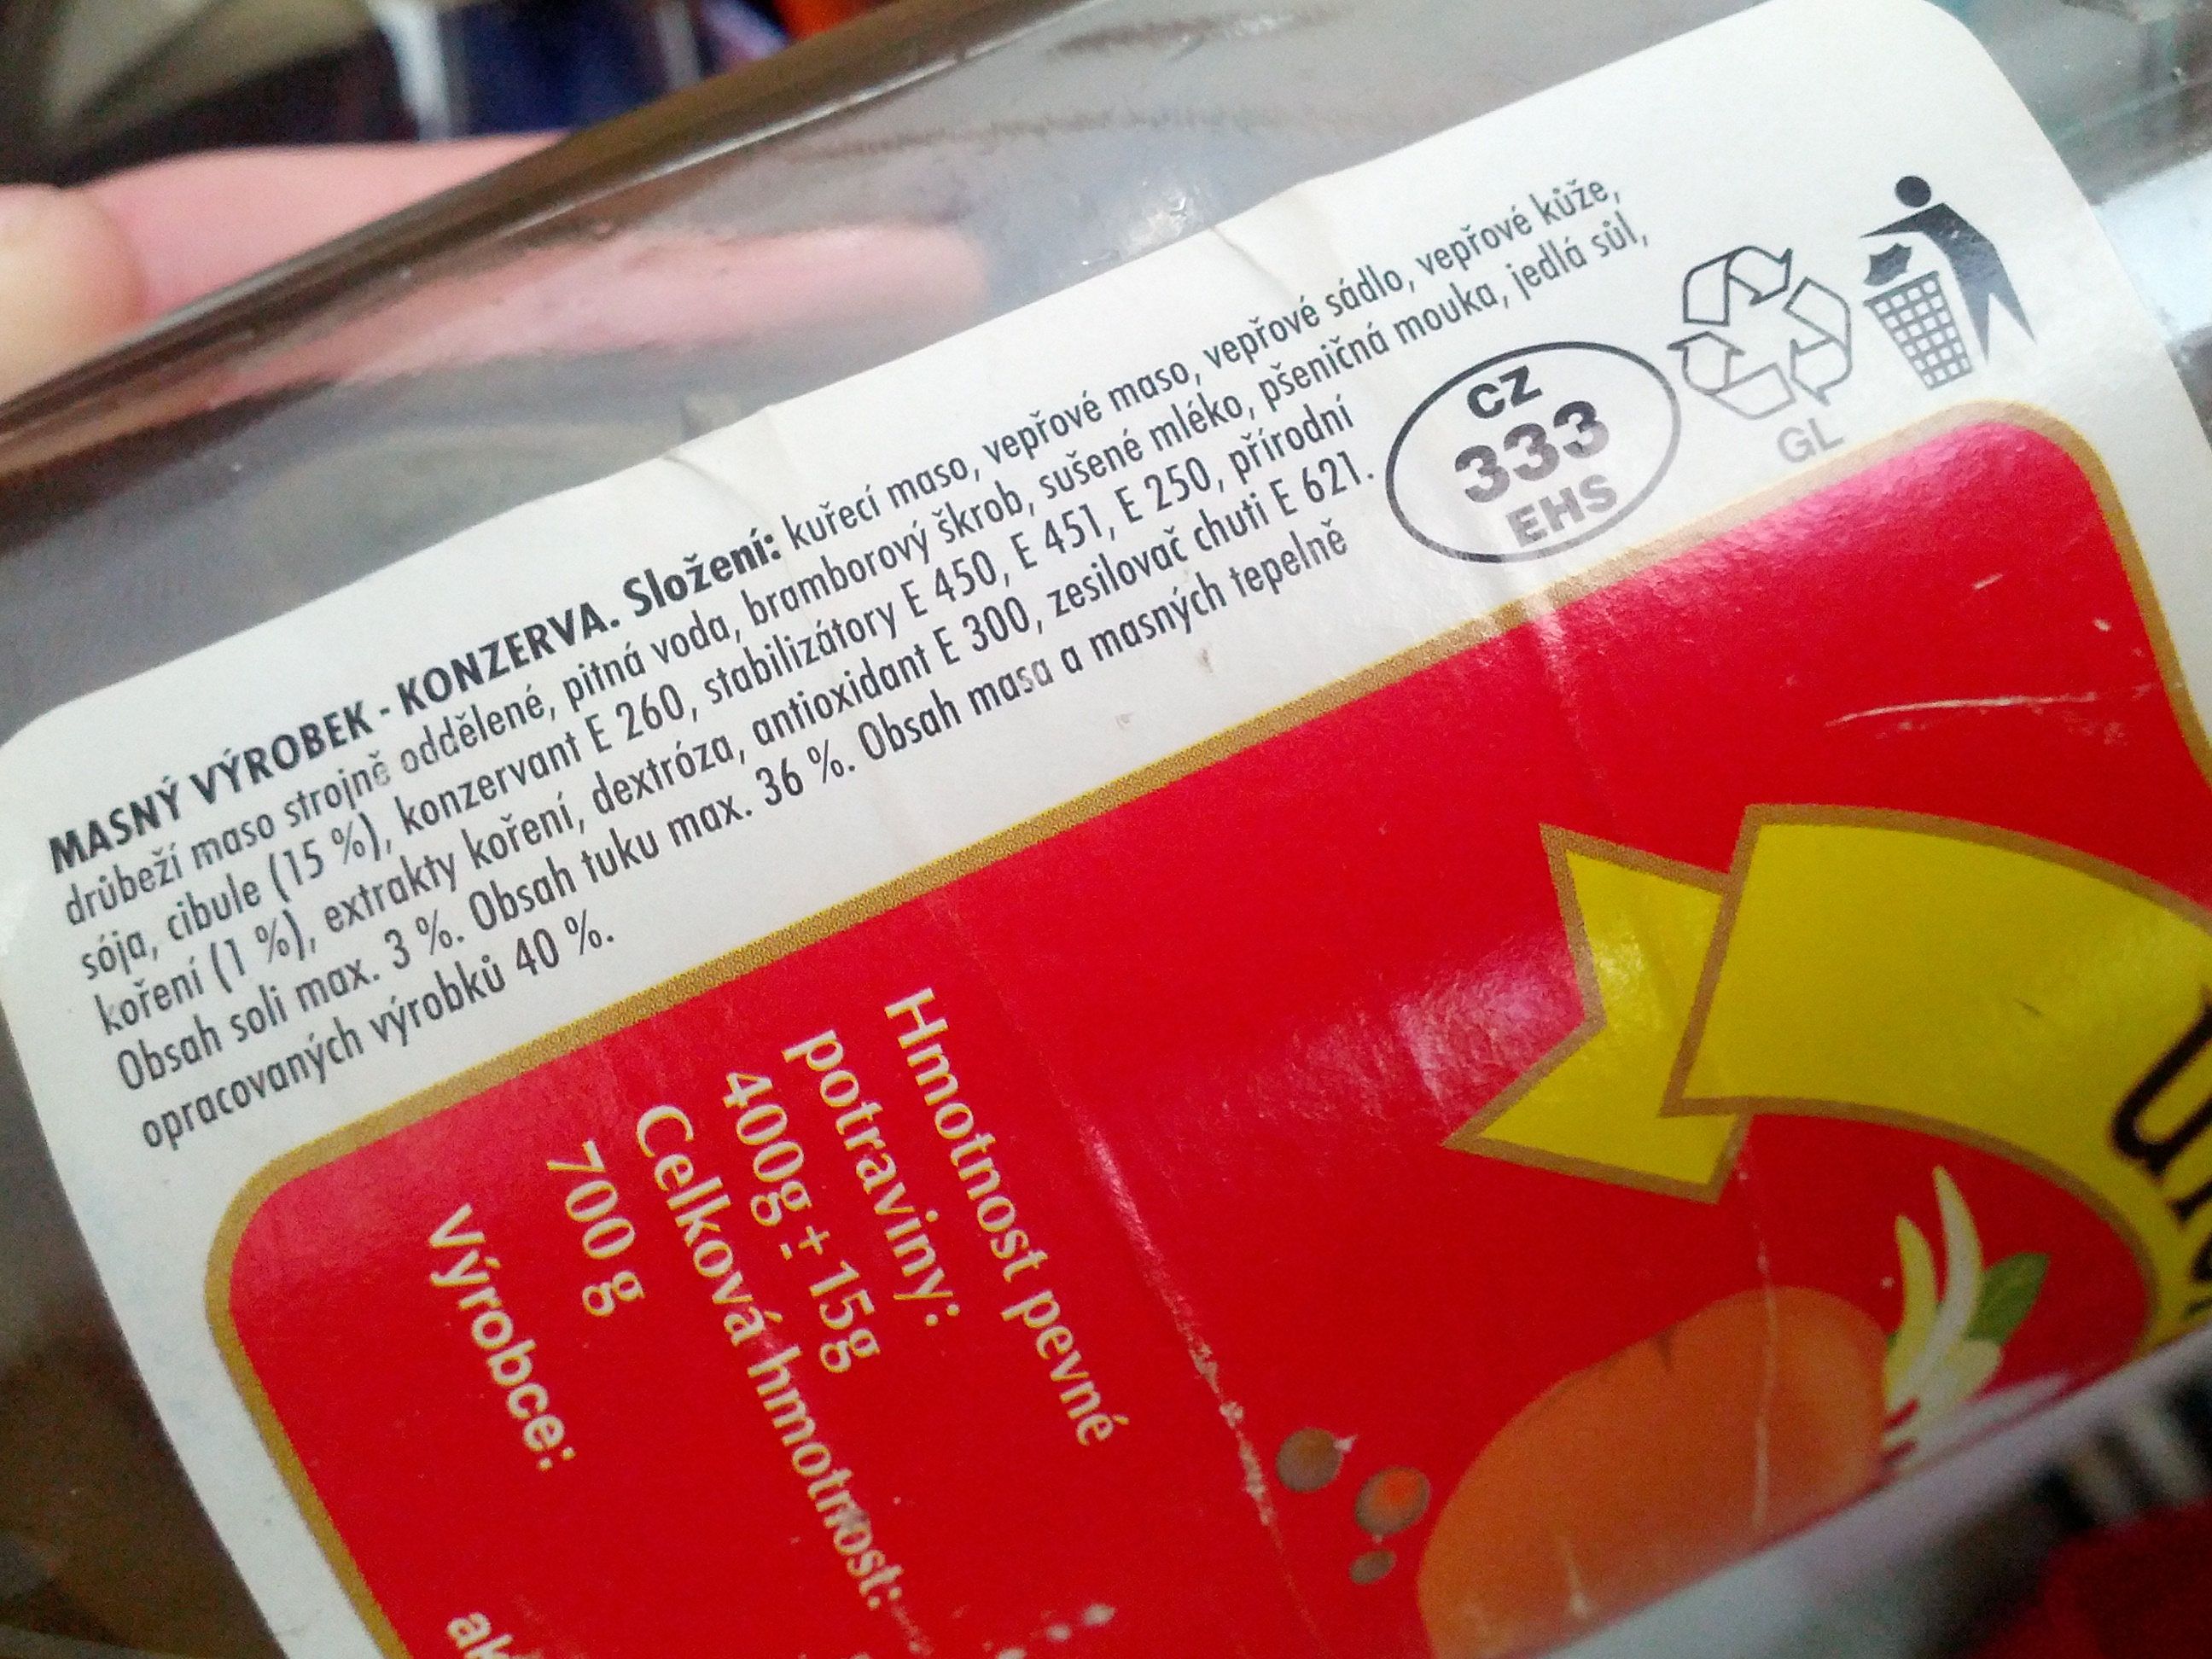 MASNÝ VÝROBEK - KONZERVA. Složení: kuřecí maso, vepřové maso, vepřové sádlo, vepřové kůže,
drůbeží maso strojně oddělené, pitná voda, bramborový škrob, sušené mléko, pšeničná mouka, jedlá sůl,
sója, cibule (15 %), konzervant E 260, stabilizátory E 450, E 451, E 250, přírodní
koření (1 %), extrakty koření, dextróza, antioxidant E 300, zesilovač chuti E 621.
Obsah soli max. 3 %. Obsah tuku max. 36 %. Obsah masa a masných tepelně
opracovaných výrobků 40 %.
CZ
333
EHS
GL
Hmotnost pevné
potraviny:
400g ± 15g
Celková hmotnost:
700 g
Výrobce: